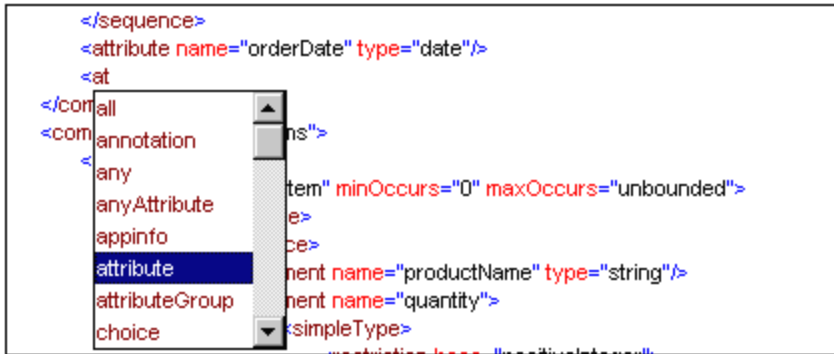 </sequence>
<attribute name="orderDate" type="date"/>
<at
</com
all
<com
ns">
annotation
<
any
tem" minOccurs="0" maxOccurs="unbounded">
anyAttribute
e>
appinfo
ce>
attribute
ment name="productName" type="string"/>
attributeGroup
ment name="quantity">
choice
<simpleType>